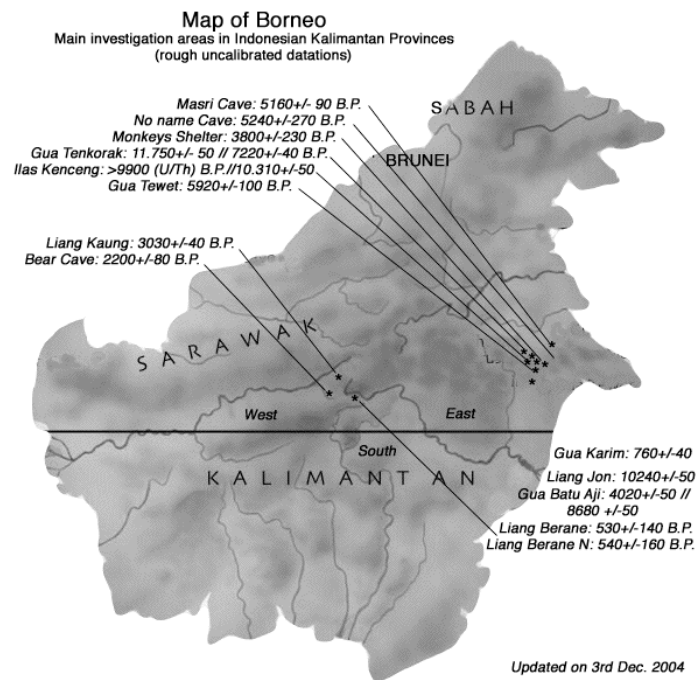 Map of Borneo
Main investigation areas in Indonesian Kalimantan Provinces
(rough uncalibrated datations)
Masri Cave: 5160+/- 90 B.P.
No name Cave: 5240+/-270 B.P.
Monkeys Shelter: 3800+/-230 B.P.
Gua Tenkorak: 11.750+/- 50 // 7220+/-40 B.P.
Ilas Kenceng: >9900 (U/Th) B.P.//10.310+/-50
Gua Tewet: 5920+/-100 B.P.
SABAH
BRUNEI
Liang Kaung: 3030+/-40 B.P.
Bear Cave: 2200+/-80 B.P.
SARAWAK
West
East
South
KALIMANTAN
Gua Karim: 760+/-40
Liang Jon: 10240+/-50
Gua Batu Aji: 4020+/-50 //
8680 +/-50
Liang Berane: 530+/-140 B.P.
Liang Berane N: 540+/-160 B.P.
Updated on 3rd Dec. 2004